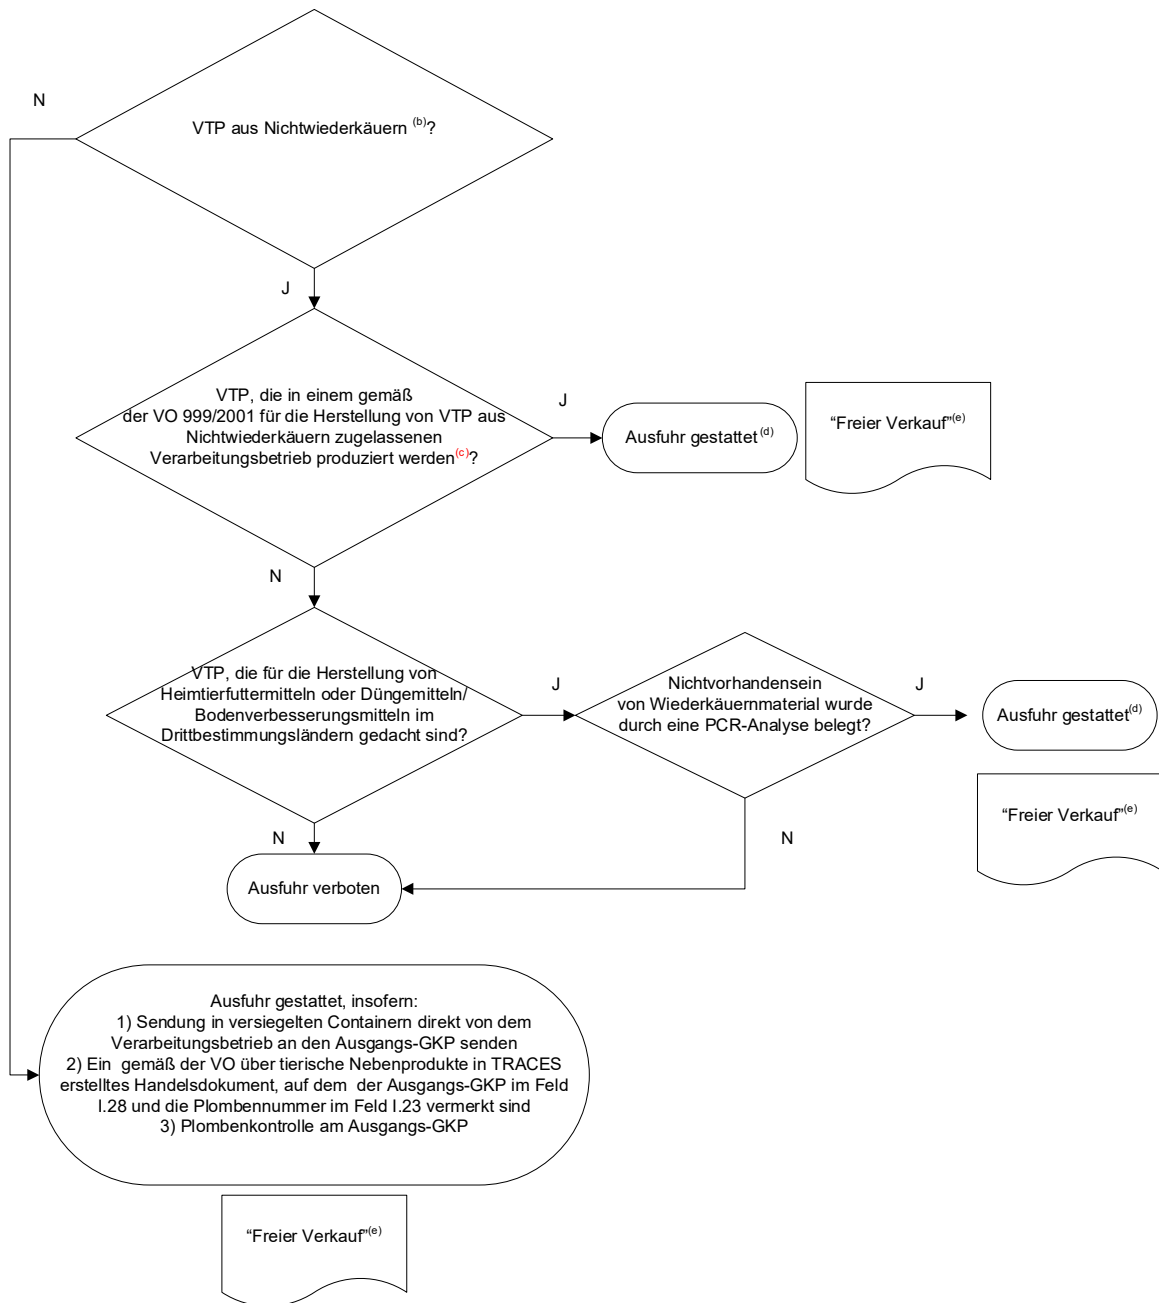 N
VTP aus Nichtwiederkäuern (b)?
J
VTP, die in einem gemäß
der VO 999/2001 für die Herstellung von VTP aus
Nichtwiederkäuern zugelassenen
Verarbeitungsbetrieb produziert werden(c)?
J
Ausfuhr gestattet(d)
“Freier Verkauf”(e)
N
VTP, die für die Herstellung von
Heimtierfuttermitteln oder Düngemitteln/
Bodenverbesserungsmitteln im
Drittbestimmungsländern gedacht sind?
J
Nichtvorhandensein
von Wiederkäuernmaterial wurde
durch eine PCR-Analyse belegt?
J
Ausfuhr gestattet(d)
“Freier Verkauf”(e)
N
N
Ausfuhr verboten
Ausfuhr gestattet, insofern:
1) Sendung in versiegelten Containern direkt von dem
Verarbeitungsbetrieb an den Ausgangs-GKP senden
2) Ein gemäß der VO über tierische Nebenprodukte in TRACES
erstelltes Handelsdokument, auf dem der Ausgangs-GKP im Feld
I.28 und die Plombennummer im Feld I.23 vermerkt sind
3) Plombenkontrolle am Ausgangs-GKP
“Freier Verkauf”(e)